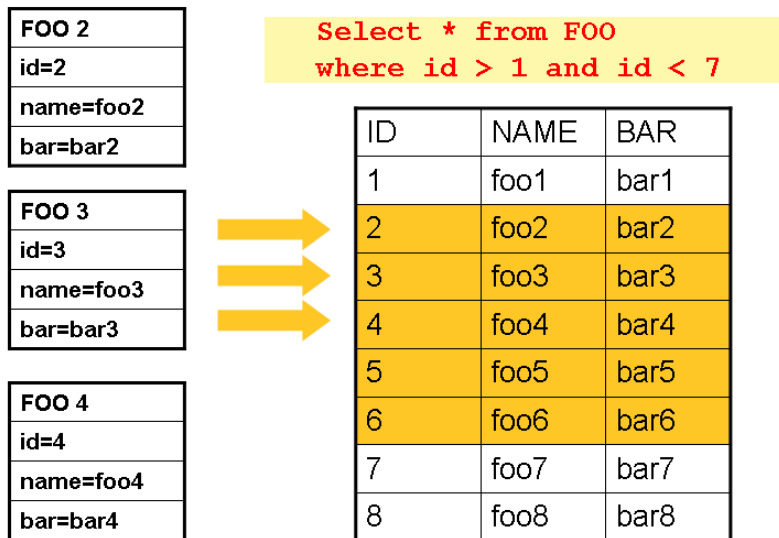 FOO 2
id=2
name=foo2
bar=bar2
FOO 3
id=3
name=foo3
bar=bar3
FOO 4
id=4
name=foo4
bar=bar4
Select * from FOO
where id > 1 and id < 7
ID NAME BAR
1 foo1 bar1
2 foo2 bar2
3 foo3 bar3
4 foo4 bar4
5 foo5 bar5
6 foo6 bar6
7 foo7 bar7
8 foo8 bar8